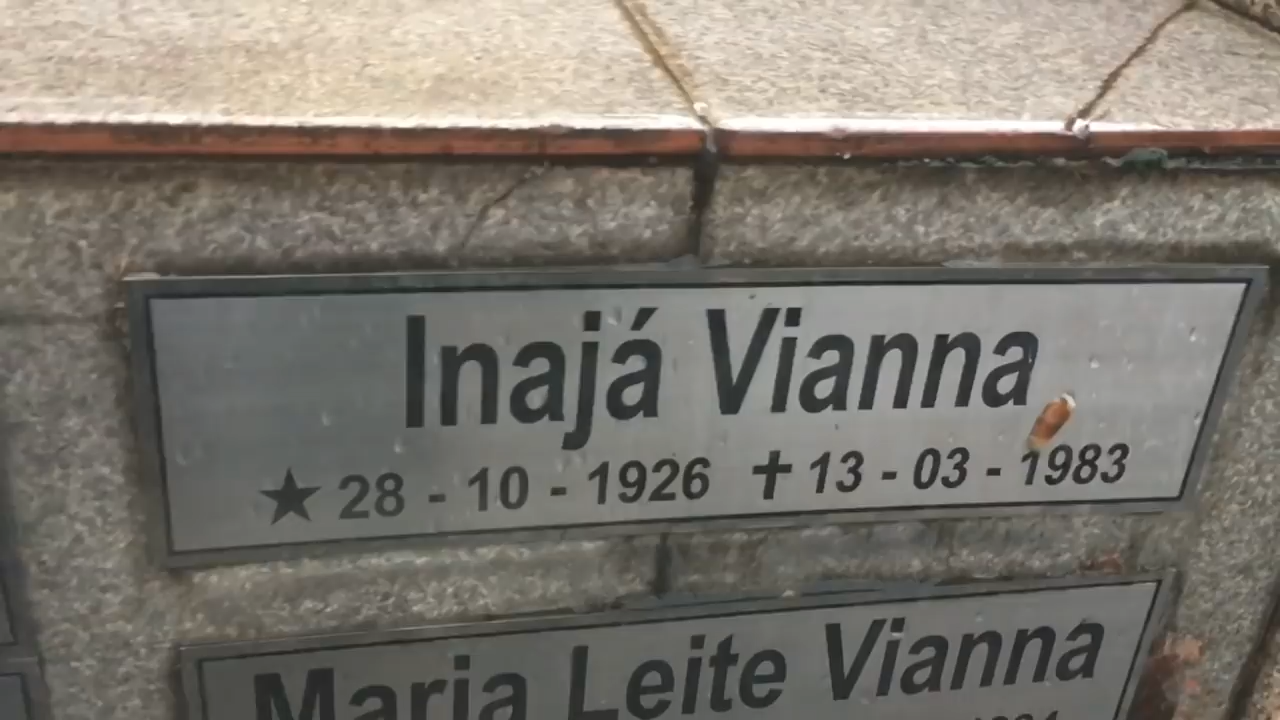 Inajá Vianna
★ 28 - 10 - 1926 ✝ 13 - 03 - 1983
Maria Leite Vianna